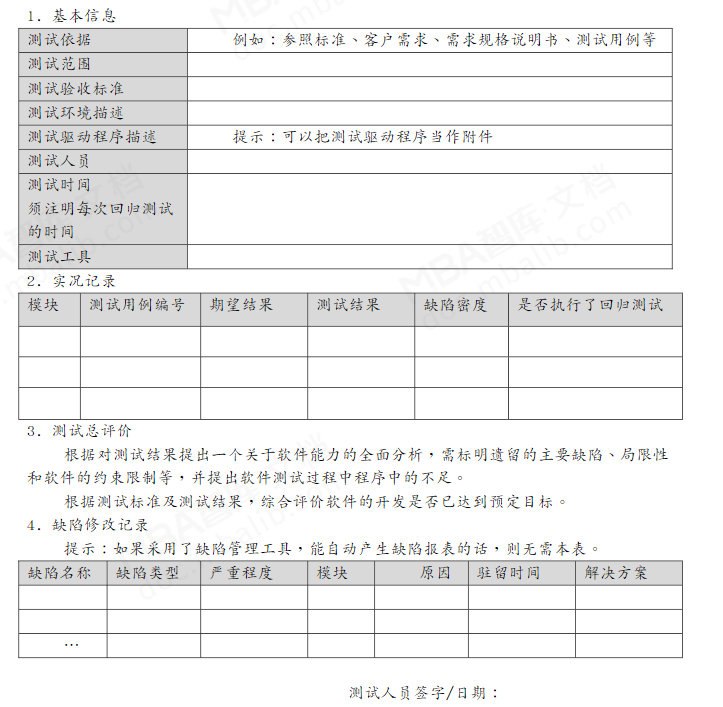 1. 基本信息
测试依据 例如：参照标准、客户需求、需求规格说明书、测试用例等
测试范围
测试验收标准
测试环境描述
测试驱动程序描述 提示：可以把测试驱动程序当作附件
测试人员
测试时间
须注明每次回归测试
的时间
测试工具
2. 实况记录
模块 测试用例编号 期望结果 测试结果 缺陷密度 是否执行了回归测试
3. 测试总评价
根据对测试结果提出一个关于软件能力的全面分析，需标明遗留的主要缺陷、局限性
和软件的约束限制等，并提出软件测试过程中程序中的不足。
根据测试标准及测试结果，综合评价软件的开发是否已达到预定目标。
4. 缺陷修改记录
提示：如果采用了缺陷管理工具，能自动产生缺陷报表的话，则无需本表。
缺陷名称 缺陷类型 严重程度 模块 原因 驻留时间 解决方案
…
测试人员签字/日期：
MBA智库·文档
doc.mbalib.com